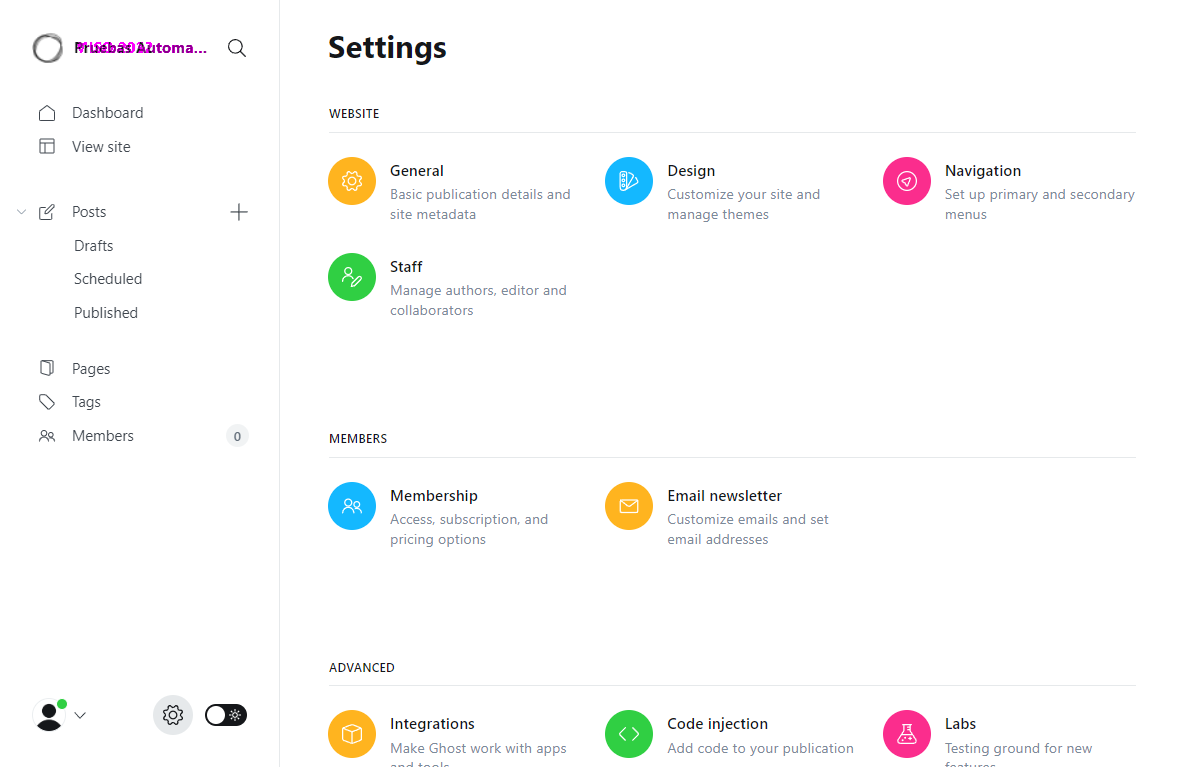 Pruebas Automa...
Settings
Dashboard
View site
Posts
Drafts
Scheduled
Published
Pages
Tags
Members
0
WEBSITE
General
Basic publication details and
site metadata
Design
Customize your site and
manage themes
Navigation
Set up primary and secondary
menus
Staff
Manage authors, editor and
collaborators
MEMBERS
Membership
Access, subscription, and
pricing options
Email newsletter
Customize emails and set
email addresses
ADVANCED
Integrations
Make Ghost work with apps
and tools
Code injection
Add code to your publication
Labs
Testing ground for new
features